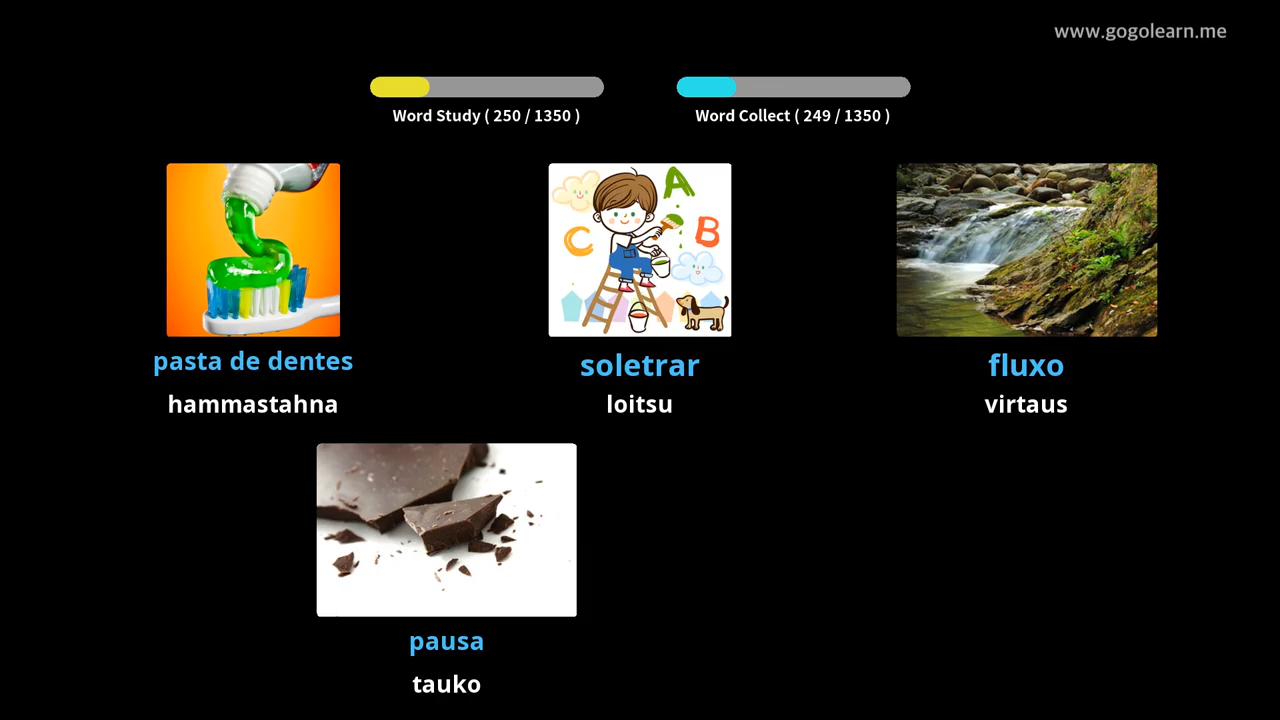 www.gogolearn.me
Word Study ( 250 / 1350 )
Word Collect ( 249 / 1350 )
A
B
C
pasta de dentes
hammastahna
soletrar
loitsu
fluxo
virtaus
pausa
tauko